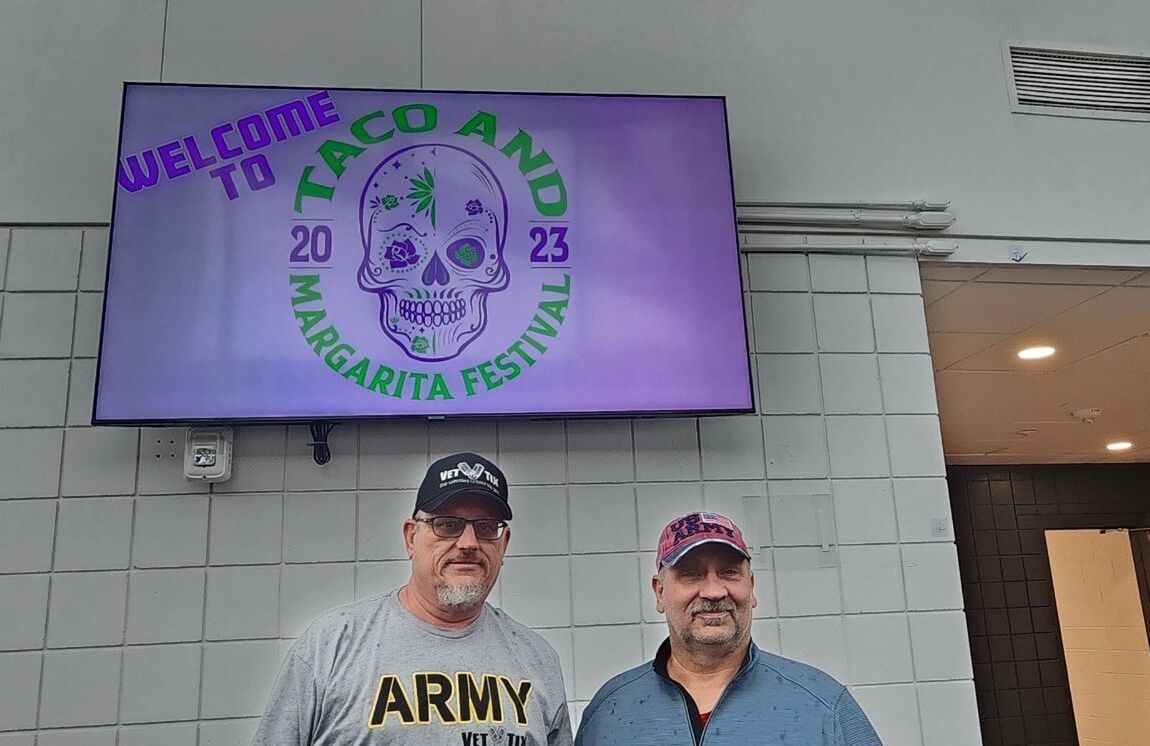 WELCOME
TO
TACO AND
20 23
MARGARITA FESTIVAL
VET TIX
US
ARMY
ARMY
VET TIX